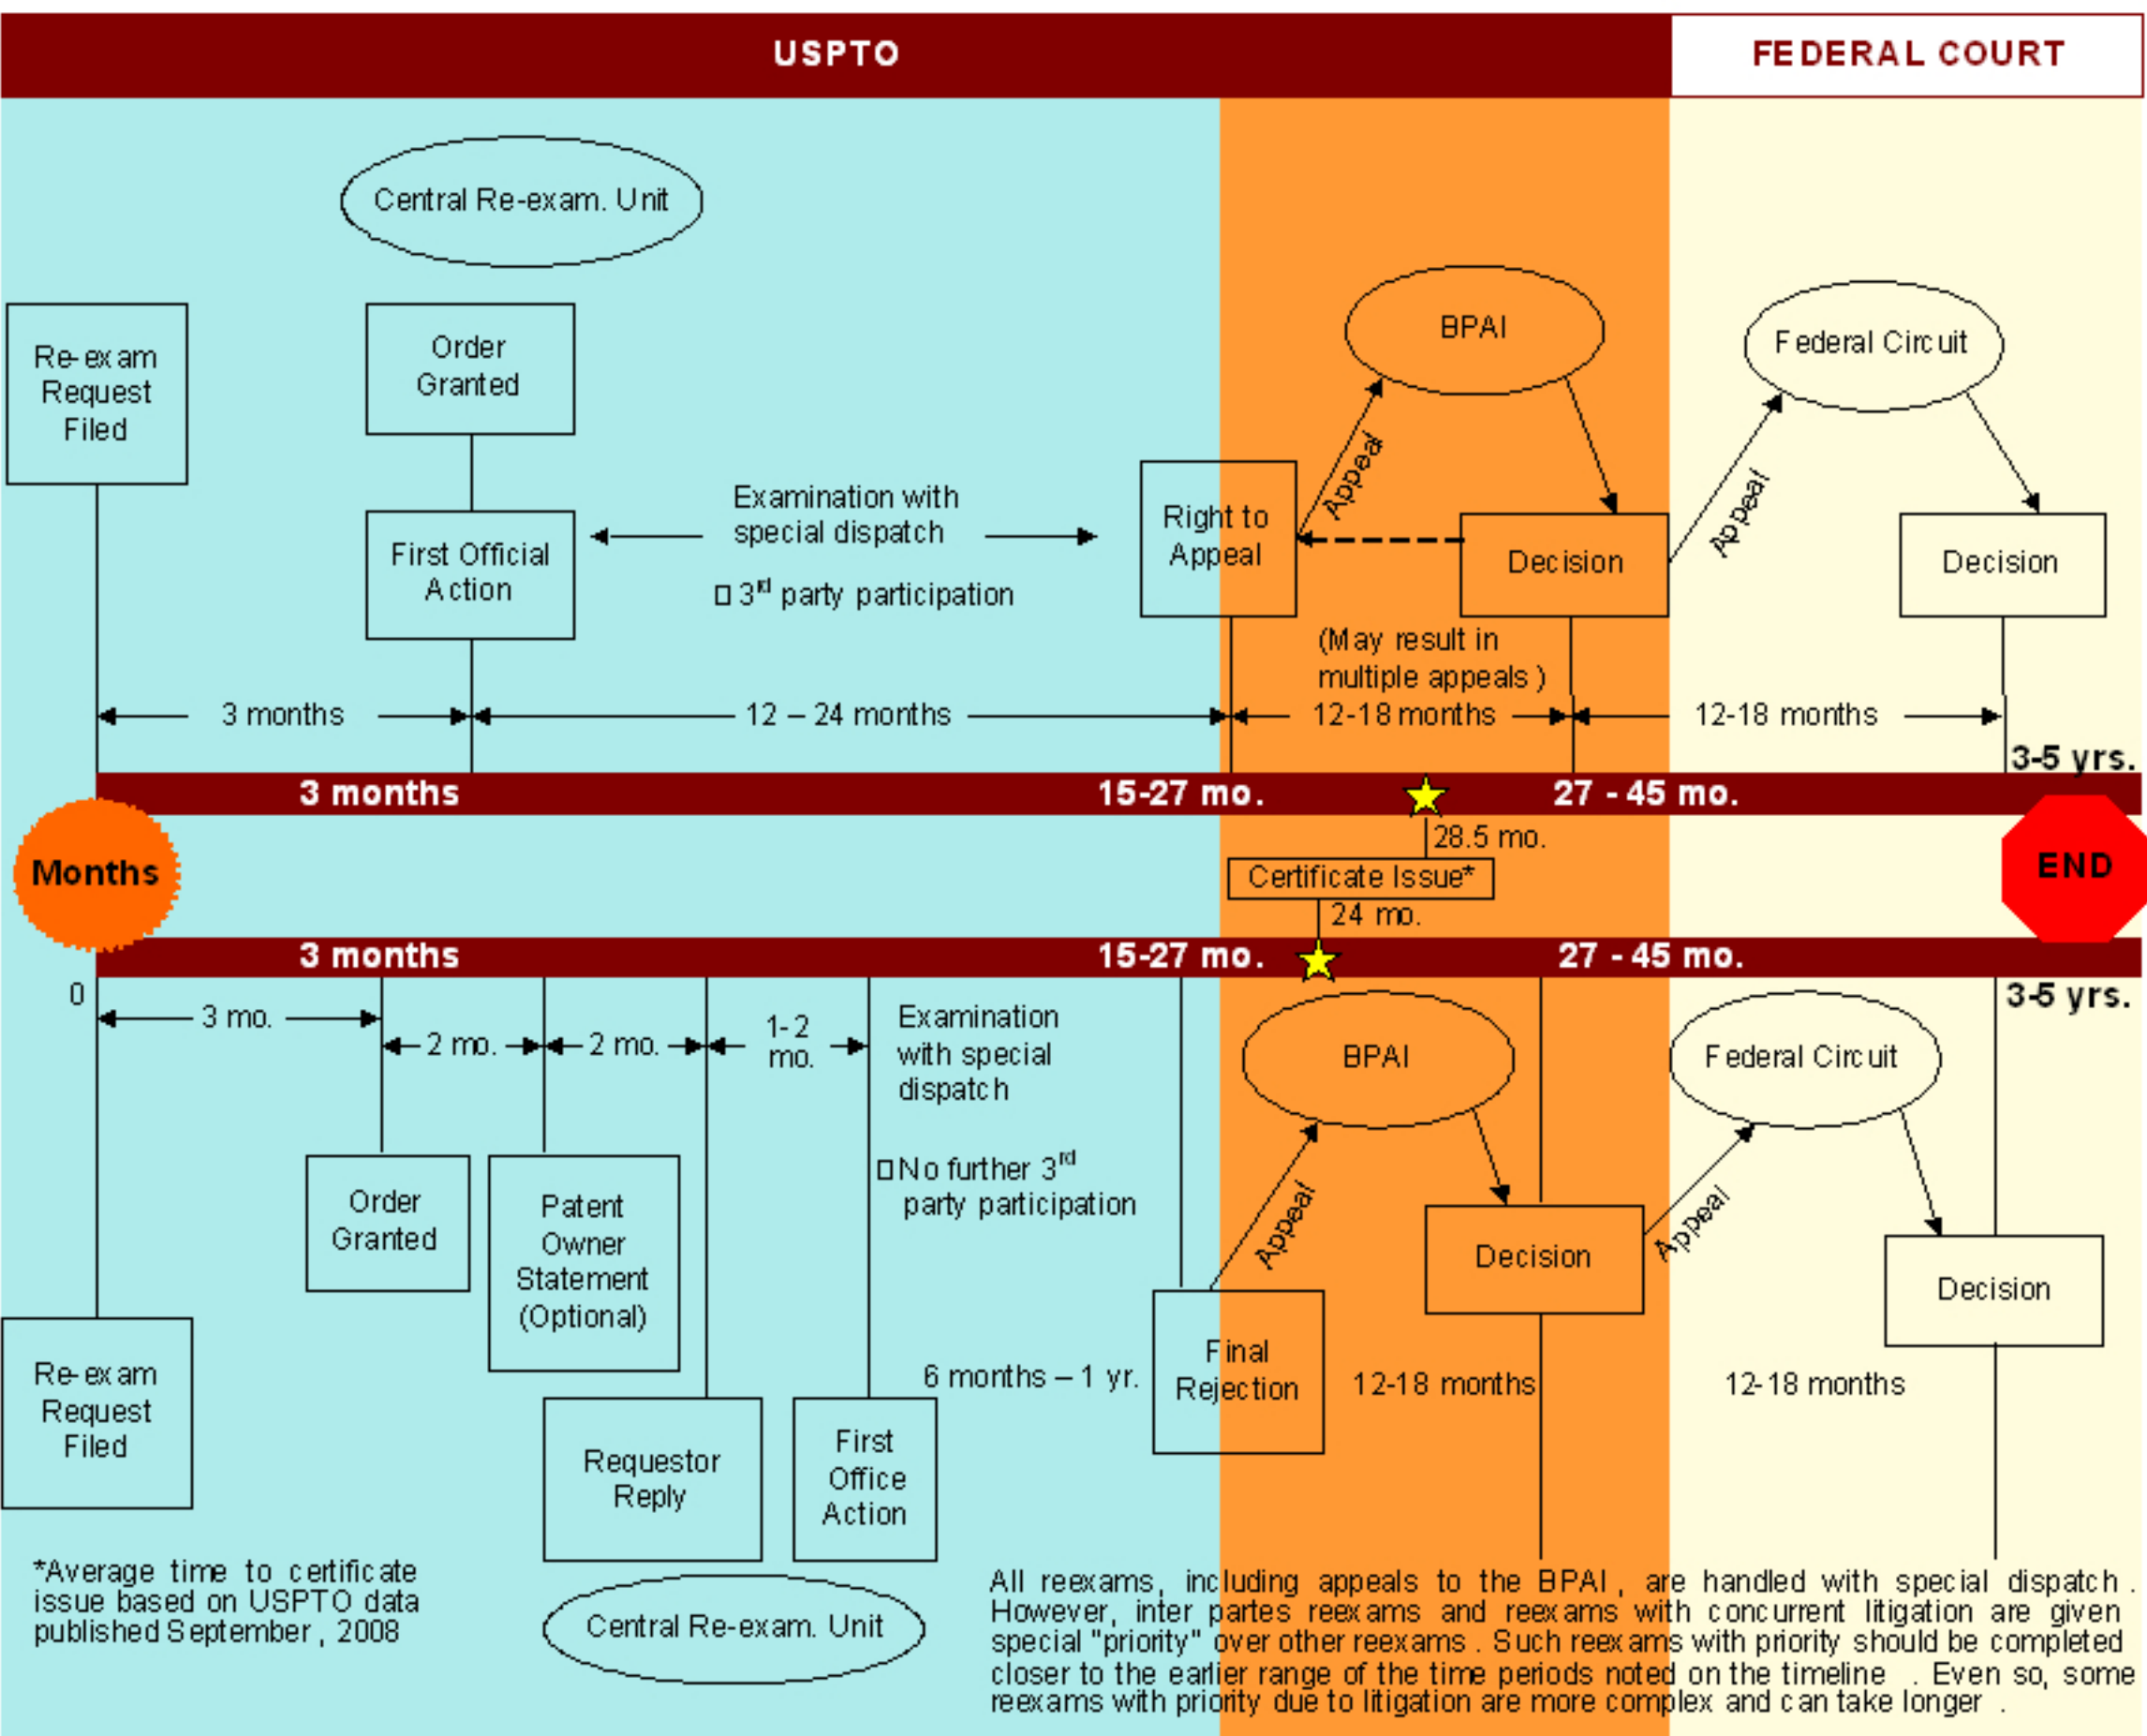 USPTO
FEDERAL COURT
Central Re-exam. Unit
Re-exam
Request
Filed
Order
Granted
First Official
Action
Examination with
special dispatch
□ 3rd party participation
Right to
Appeal
Appeal
BPAI
Decision
(May result in
multiple appeals)
Appeal
Federal Circuit
Decision
3 months
12 – 24 months
12-18 months
12-18 months
3-5 yrs.
3 months
15-27 mo.
27 - 45 mo.
28.5 mo.
Months
Certificate Issue*
END
24 mo.
3 months
15-27 mo.
27 - 45 mo.
3-5 yrs.
0
3 mo.
2 mo.
2 mo.
1-2
mo.
Examination
with special
dispatch
□No further 3rd
party participation
BPAI
Federal Circuit
Order
Granted
Patent
Owner
Statement
(Optional)
Appeal
Decision
Appeal
Decision
Re-exam
Request
Filed
6 months – 1 yr.
Final
Rejection
12-18 months
12-18 months
Requestor
Reply
First
Office
Action
Central Re-exam. Unit
*Average time to certificate
issue based on USPTO data
published September, 2008
All reexams, including appeals to the BPAI, are handled with special dispatch.
However, inter partes reexams and reexams with concurrent litigation are given
special "priority" over other reexams. Such reexams with priority should be completed
closer to the earlier range of the time periods noted on the timeline. Even so, some
reexams with priority due to litigation are more complex and can take longer.